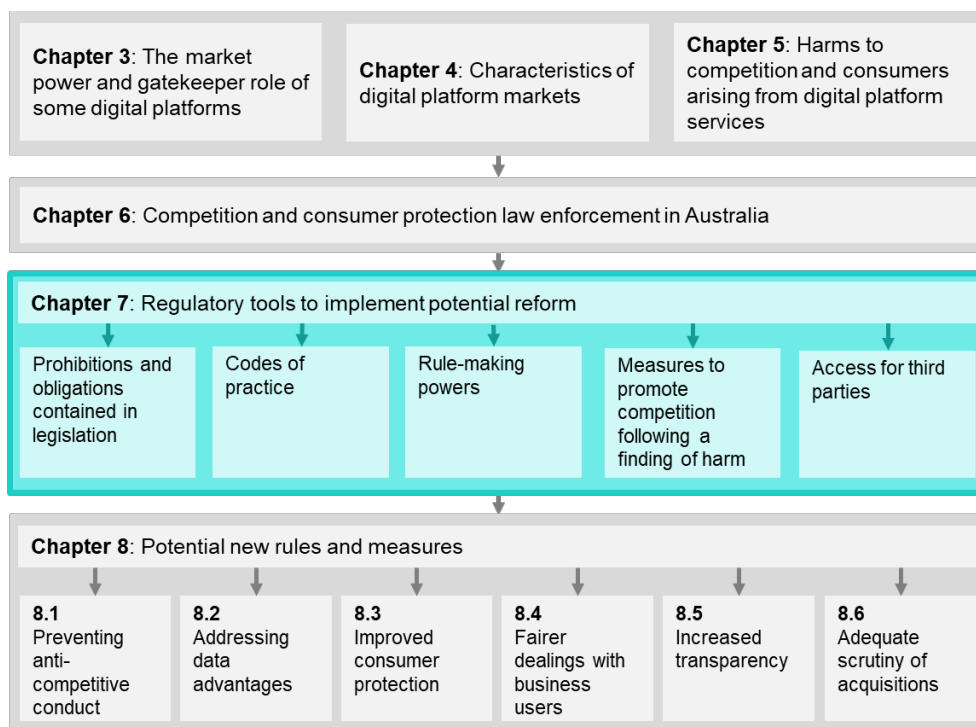 Chapter 3: The market
power and gatekeeper role of
some digital platforms
Chapter 4: Characteristics of
digital platform markets
Chapter 5: Harms to
competition and consumers
arising from digital platform
services
Chapter 6: Competition and consumer protection law enforcement in Australia
Chapter 7: Regulatory tools to implement potential reform
Prohibitions and
obligations
contained in
legislation
Codes of
practice
Rule-making
powers
Measures to
promote
competition
following a
finding of harm
Access for third
parties
Chapter 8: Potential new rules and measures
8.1
Preventing
anti-
competitive
conduct
8.2
Addressing
data
advantages
8.3
Improved
consumer
protection
8.4
Fairer
dealings with
business
users
8.5
Increased
transparency
8.6
Adequate
scrutiny of
acquisitions